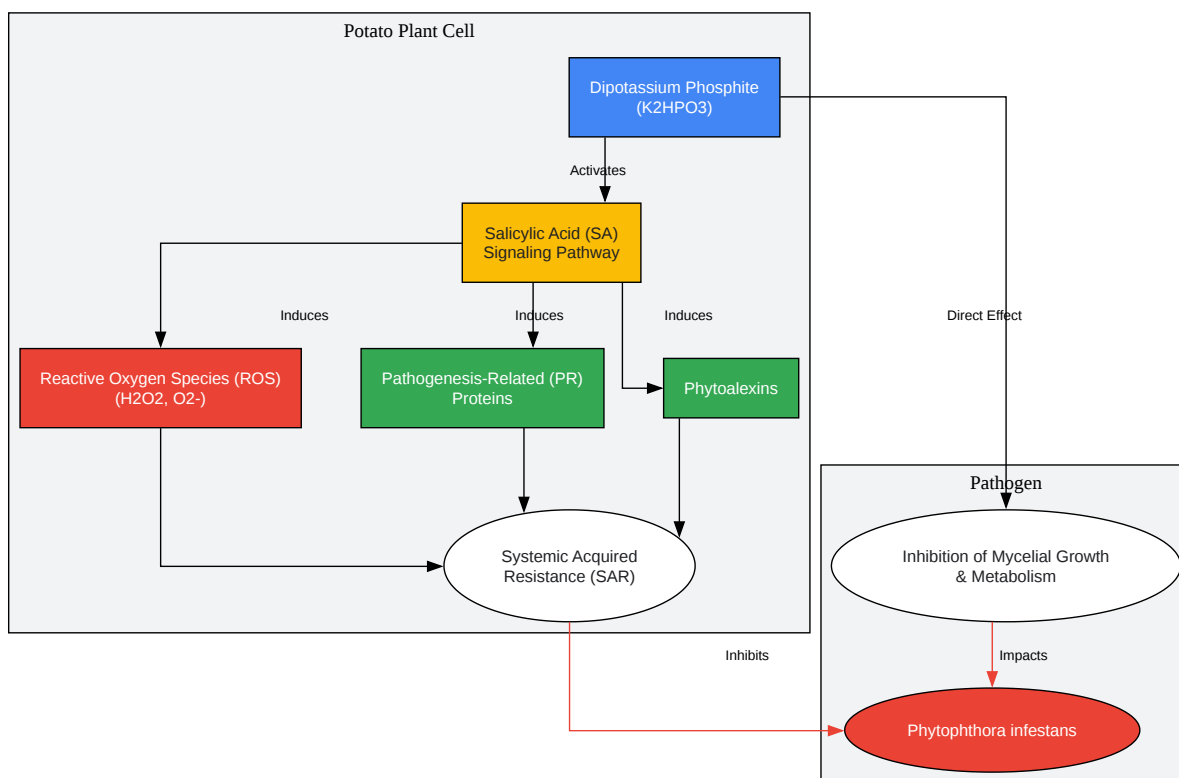 Potato Plant Cell
Dipotassium Phosphite
(K2HPO3)
Activates
Salicylic Acid (SA)
Signaling Pathway
Induces
Induces
Induces
Direct Effect
Reactive Oxygen Species (ROS)
(H2O2, O2-)
Pathogenesis-Related (PR)
Proteins
Phytoalexins
Pathogen
Systemic Acquired
Resistance (SAR)
Inhibition of Mycelial Growth
& Metabolism
Inhibits
Impacts
Phytophthora infestans